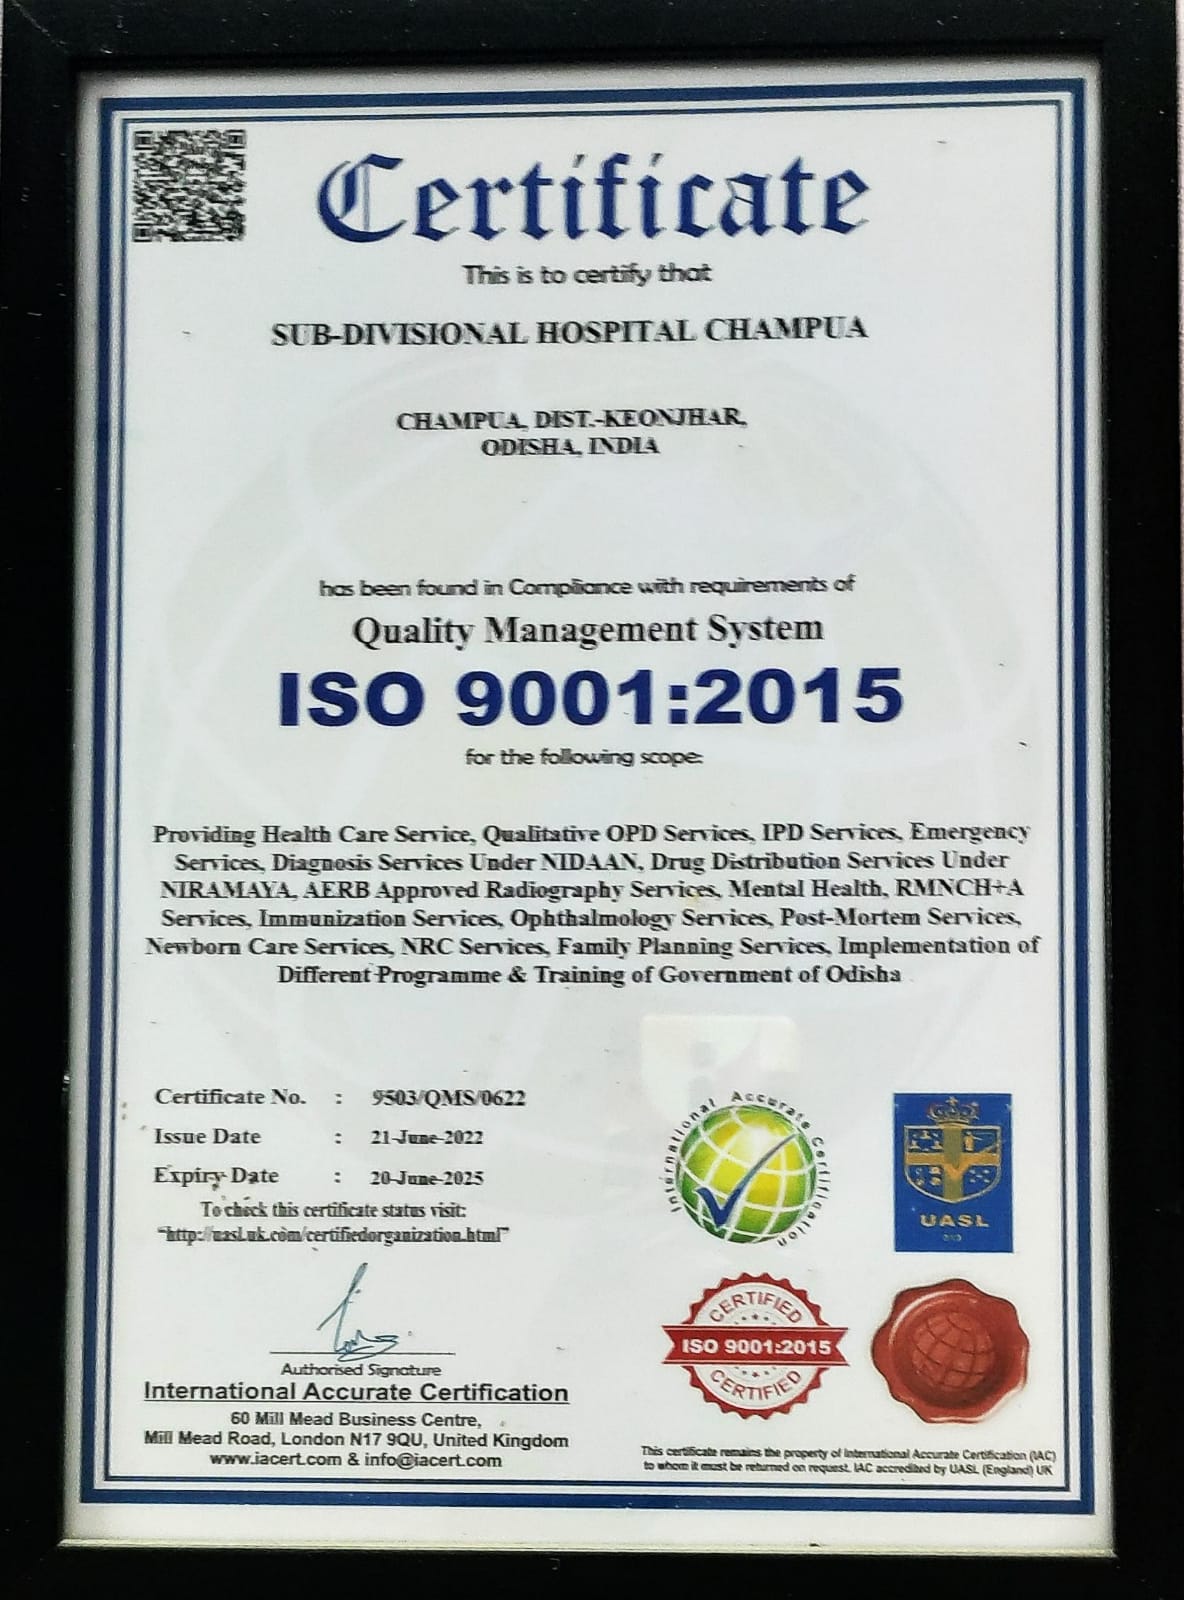 Certificate
This is to certify that
SUB-DIVISIONAL HOSPITAL CHAMPUA
CHAMPUA, DIST.-KEONJHAR,
ODISHA, INDIA
has been found in Compliance with requirements of
Quality Management System
ISO 9001:2015
for the following scope:
Providing Health Care Service, Qualitative OPD Services, IPD Services, Emergency
Services, Diagnosis Services Under NIDAAN, Drug Distribution Services Under
NIRAMAYA, AERB Approved Radiography Services, Mental Health, RMNCH+A
Services, Immunization Services, Ophthalmology Services, Post-Mortem Services,
Newborn Care Services, NRC Services, Family Planning Services, Implementation of
Different Programme & Training of Government of Odisha
Certificate No. : 9503/QMS/0622
Issue Date : 21-June-2022
Expiry Date : 20-June-2025
To check this certificate status visit:
"http://uasl.uk.com/certifiedorganization.html"
Authorised Signature
International Accurate Certification
60 Mill Mead Business Centre,
Mill Mead Road, London N17 9QU, United Kingdom
www.iacert.com & info@iacert.com
International Accurate Certification
UASL
CERTIFIED
ISO 9001:2015
CERTIFIED
This certificate remains the property of International Accurate Certification (IAC)
to whom it must be returned on request. IAC accredited by UASL (England) UK